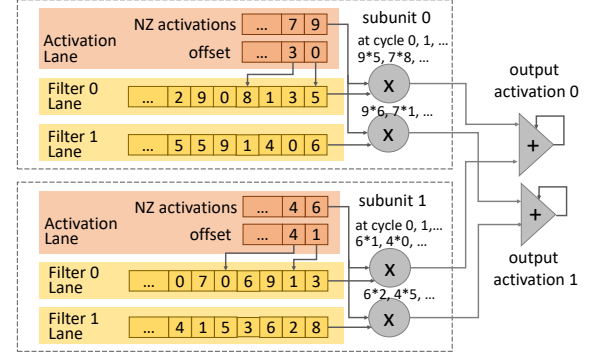 NZ activations ... 7 9
subunit 0
Activation
Lane
offset ... 3 0
at cycle 0, 1, ...
9*5, 7*8, ...
Filter 0
Lane
... 2 9 0 8 1 3 5
X
9*6, 7*1, ...
Filter 1
Lane
... 5 5 9 1 4 0 6
X
output
activation 0
+
NZ activations ... 4 6
subunit 1
Activation
Lane
offset ... 4 1
at cycle 0, 1,...
6*1, 4*0, ...
Filter 0
Lane
... 0 7 0 6 9 1 3
X
6*2, 4*5, ...
Filter 1
Lane
... 4 1 5 3 6 2 8
X
+
output
activation 1